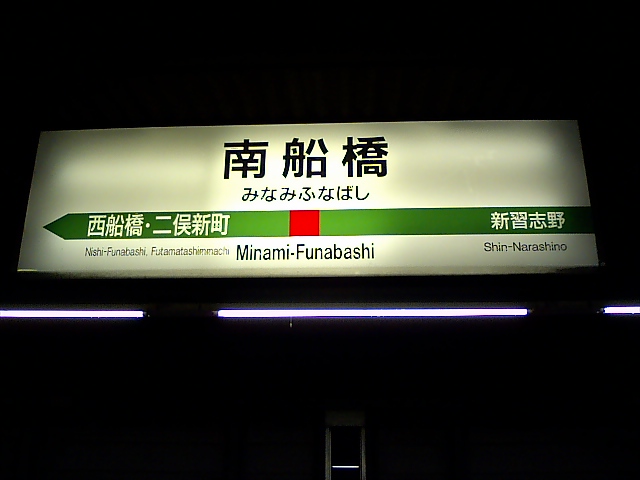 南船橋
みなみふなばし
西船橋・二俣新町
新習志野
Nishi-Funabashi, Futamatashimmachi
Minami-Funabashi
Shin-Narashino